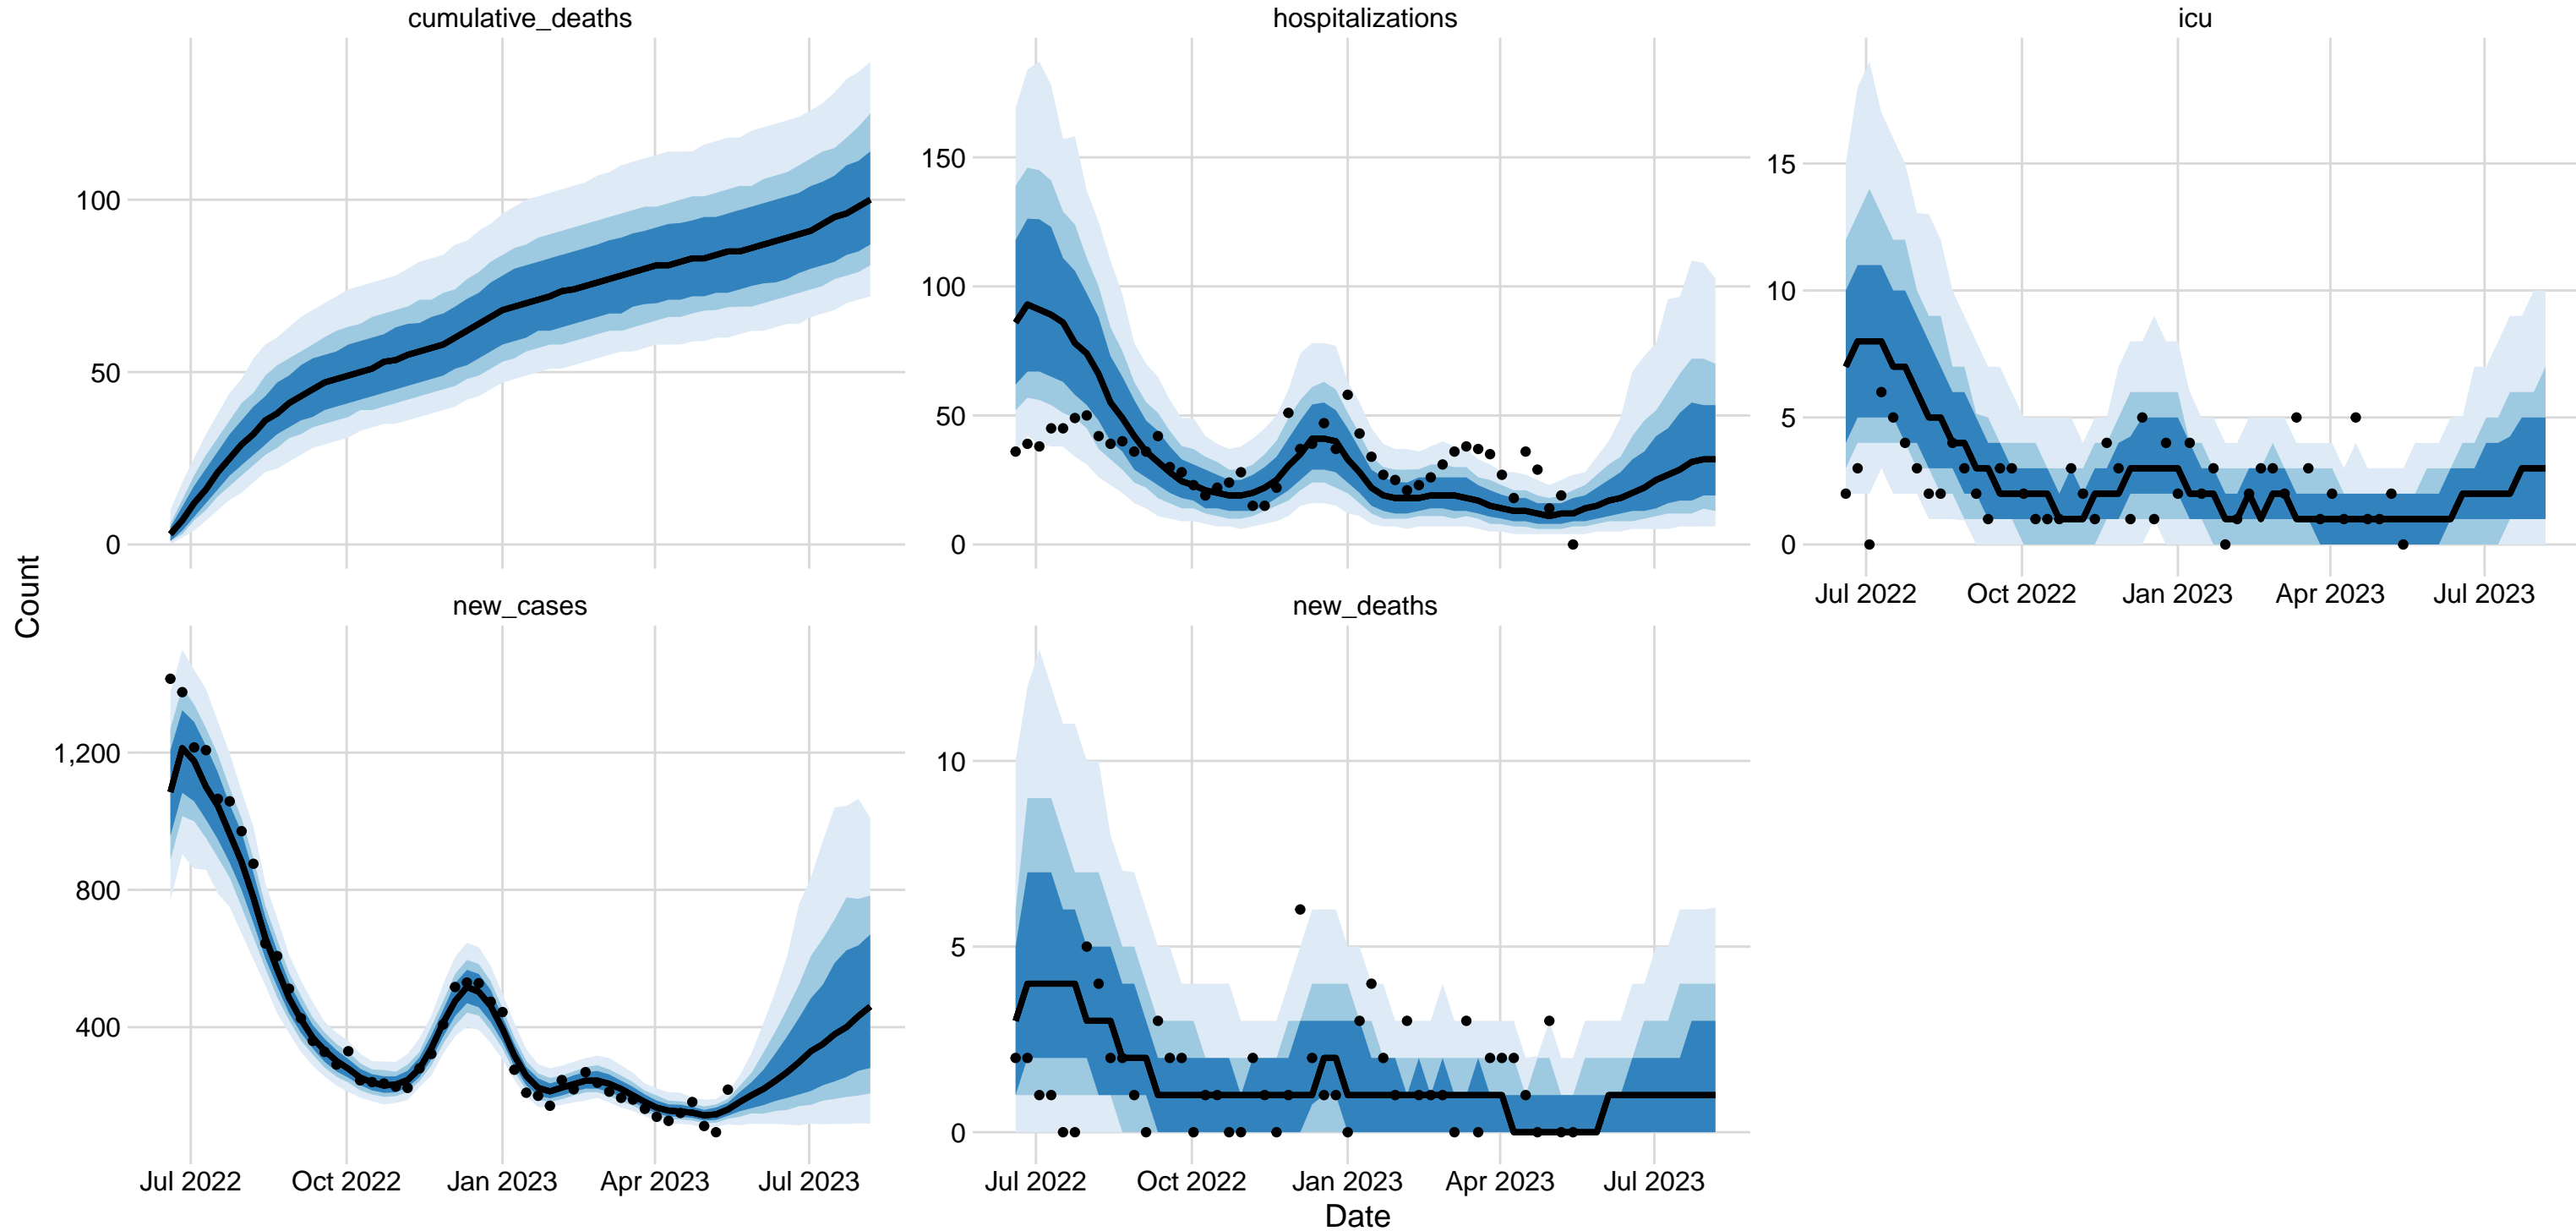 cumulative_deaths
hospitalizations
icu
100
50
0
150
100
50
0
15
10
5
0
Jul 2022 Oct 2022 Jan 2023 Apr 2023 Jul 2023
Count
new_cases
new_deaths
1,200
800
400
10
5
0
Jul 2022 Oct 2022 Jan 2023 Apr 2023 Jul 2023
Jul 2022 Oct 2022 Jan 2023 Apr 2023 Jul 2023
Date